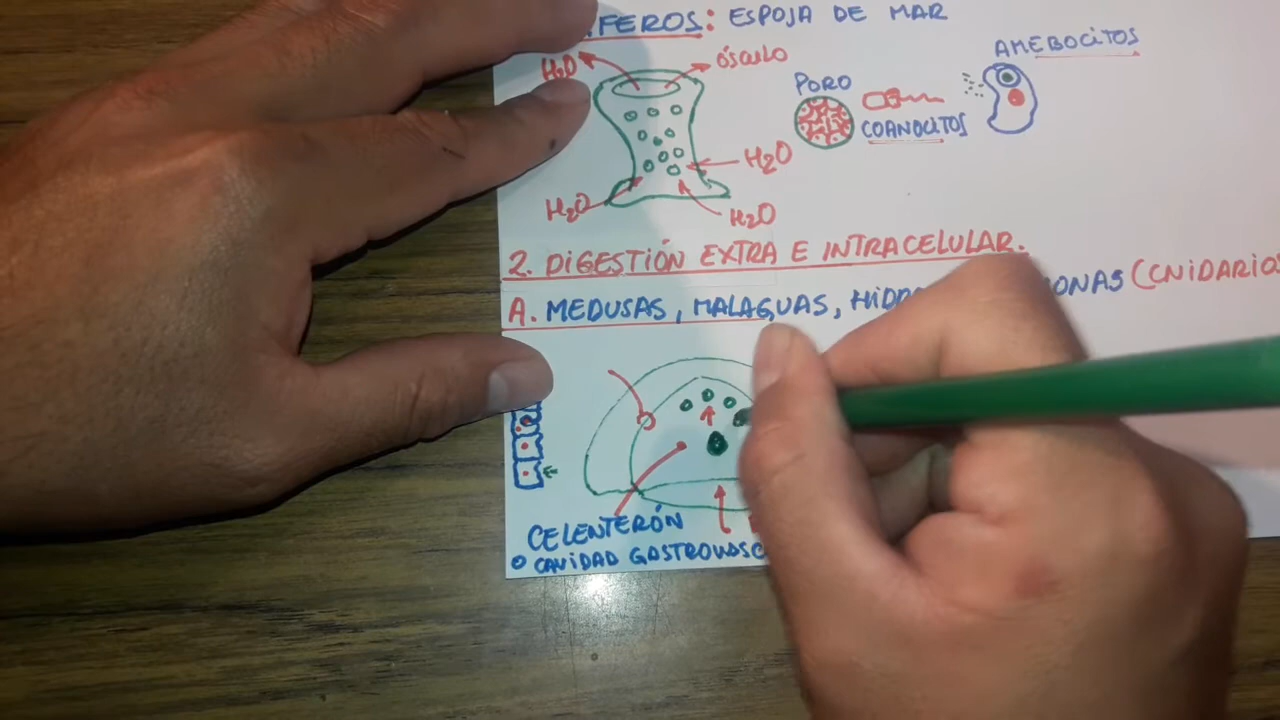 FEROS: ESPOJA DE MAR
H2O
ÓSCULO
PORO
AMEBOCITOS
COANOCITOS
H2O
H2O
H2O
2. DIGESTIÓN EXTRA E INTRACELULAR.
A. MEDUSAS, MALAGUAS, (CNIDARIOS
CELENTERÓN
O CAVIDAD